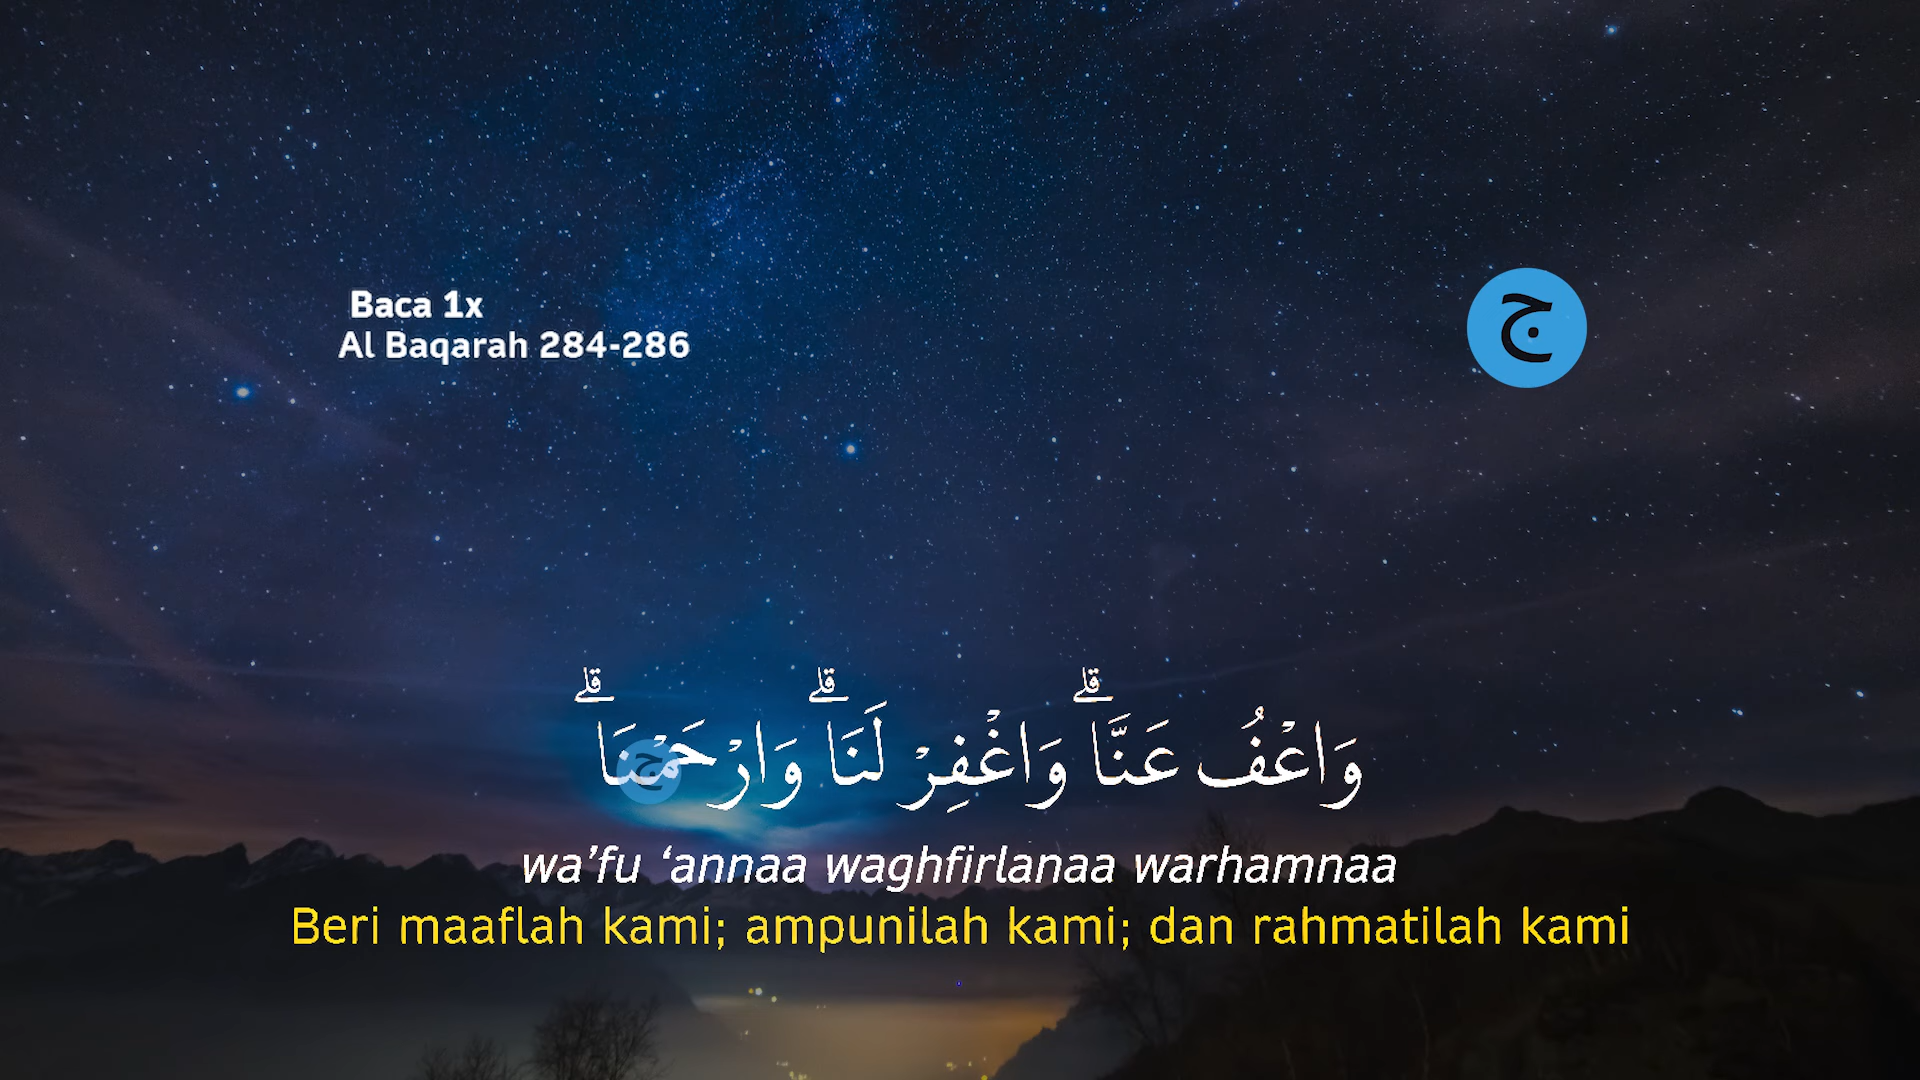 Baca 1x
Al Baqarah 284-286
ج
وَاعْفُ عَنَّاۗ وَاغْفِرْ لَنَاۗ وَارْحَمْنَاۗ
ج
wa’fu ‘annaa waghfirlanaa warhamnaa
Beri maaflah kami; ampunilah kami; dan rahmatilah kami